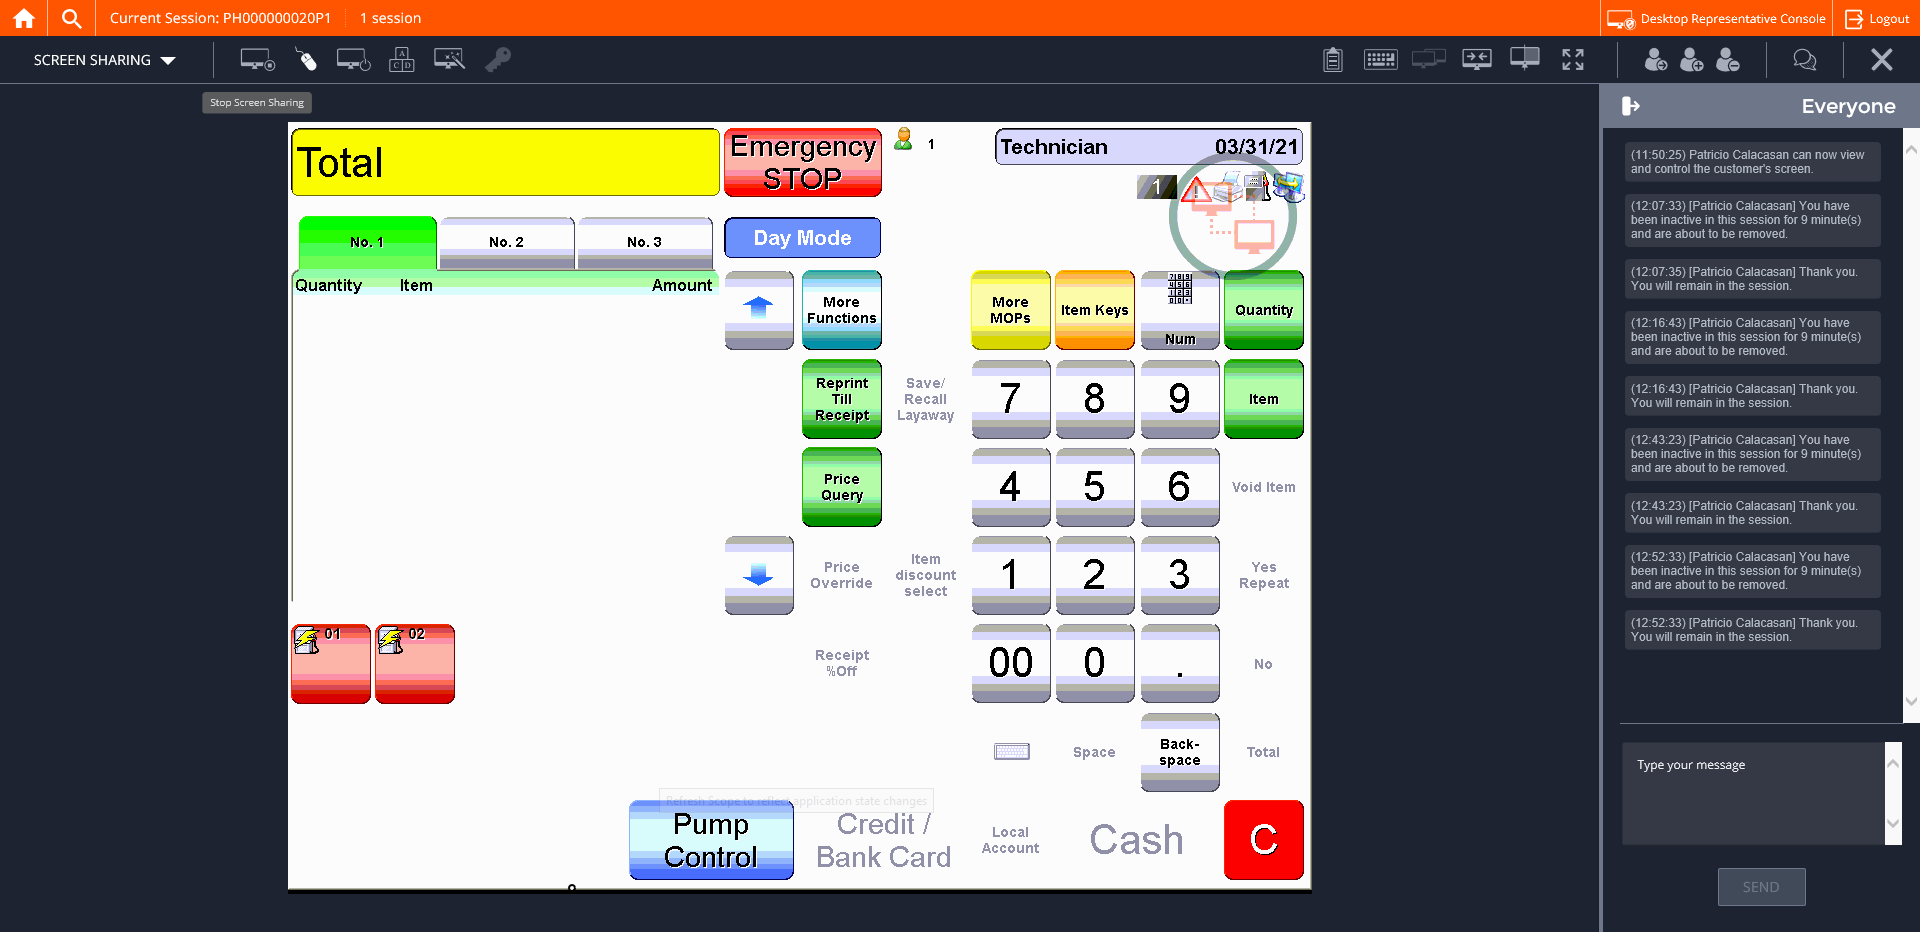 Current Session: PH000000020P1
1 session
Desktop Representative Console
Logout
SCREEN SHARING
A
C D
Stop Screen Sharing
Everyone
Total
Emergency
STOP
1
Technician 03/31/21
1
No. 1
No. 2
No. 3
Day Mode
Quantity Item Amount
More
Functions
More
MOPs
Item Keys
7 8 9
4 5 6
1 2 3
0 0 .
Num
Quantity
Reprint
Till
Receipt
Save/
Recall
Layaway
7
8
9
Item
Price
Query
4
5
6
Void Item
Price
Override
Item
discount
select
1
2
3
Yes
Repeat
01
02
Receipt
%Off
00
0
.
No
Space
Back-
space
Total
Refresh Scope to reflect application state changes
Pump
Control
Credit /
Bank Card
Local
Account
Cash
C
(11:50:25) Patricio Calacasan can now view
and control the customer's screen.
(12:07:33) [Patricio Calacasan] You have
been inactive in this session for 9 minute(s)
and are about to be removed.
(12:07:35) [Patricio Calacasan] Thank you.
You will remain in the session.
(12:16:43) [Patricio Calacasan] You have
been inactive in this session for 9 minute(s)
and are about to be removed.
(12:16:43) [Patricio Calacasan] Thank you.
You will remain in the session.
(12:43:23) [Patricio Calacasan] You have
been inactive in this session for 9 minute(s)
and are about to be removed.
(12:43:23) [Patricio Calacasan] Thank you.
You will remain in the session.
(12:52:33) [Patricio Calacasan] You have
been inactive in this session for 9 minute(s)
and are about to be removed.
(12:52:33) [Patricio Calacasan] Thank you.
You will remain in the session.
Type your message
SEND